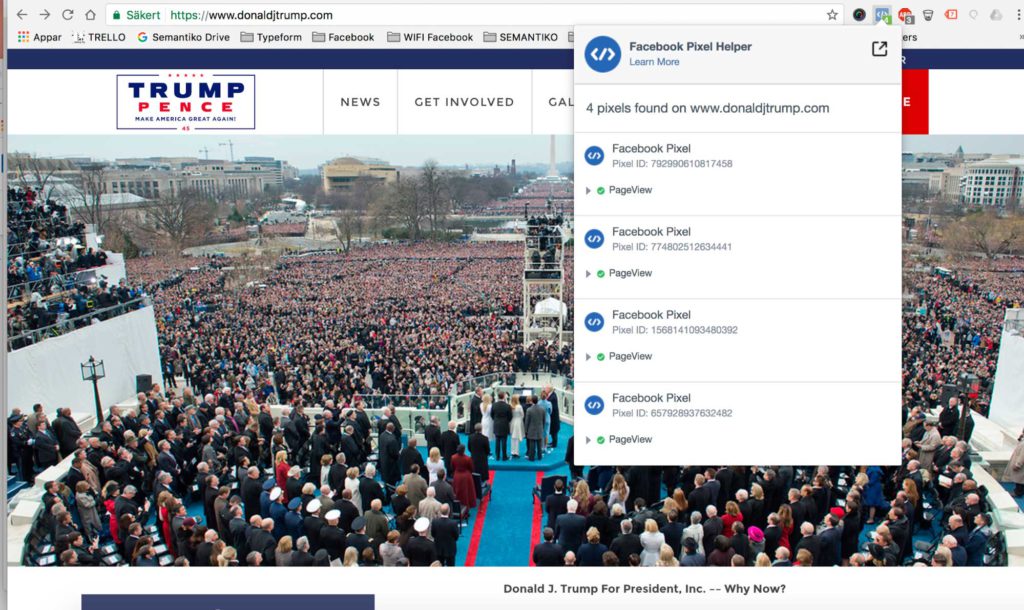 Säkert
https://www.donaldjtrump.com
4
3
7
Appar
TRELLO
Semantiko Drive
Typeform
Facebook
WIFI Facebook
SEMANTIKO
ers
TRUMP
PENCE
MAKE AMERICA GREAT AGAIN!
45
NEWS
GET INVOLVED
GAL
R
E
Facebook Pixel Helper
Learn More
4 pixels found on www.donaldjtrump.com
Facebook Pixel
Pixel ID: 792990610817458
PageView
Facebook Pixel
Pixel ID: 774802512634441
PageView
Facebook Pixel
Pixel ID: 1568141093480392
PageView
Facebook Pixel
Pixel ID: 657928937632482
PageView
Donald J. Trump For President, Inc. -- Why Now?